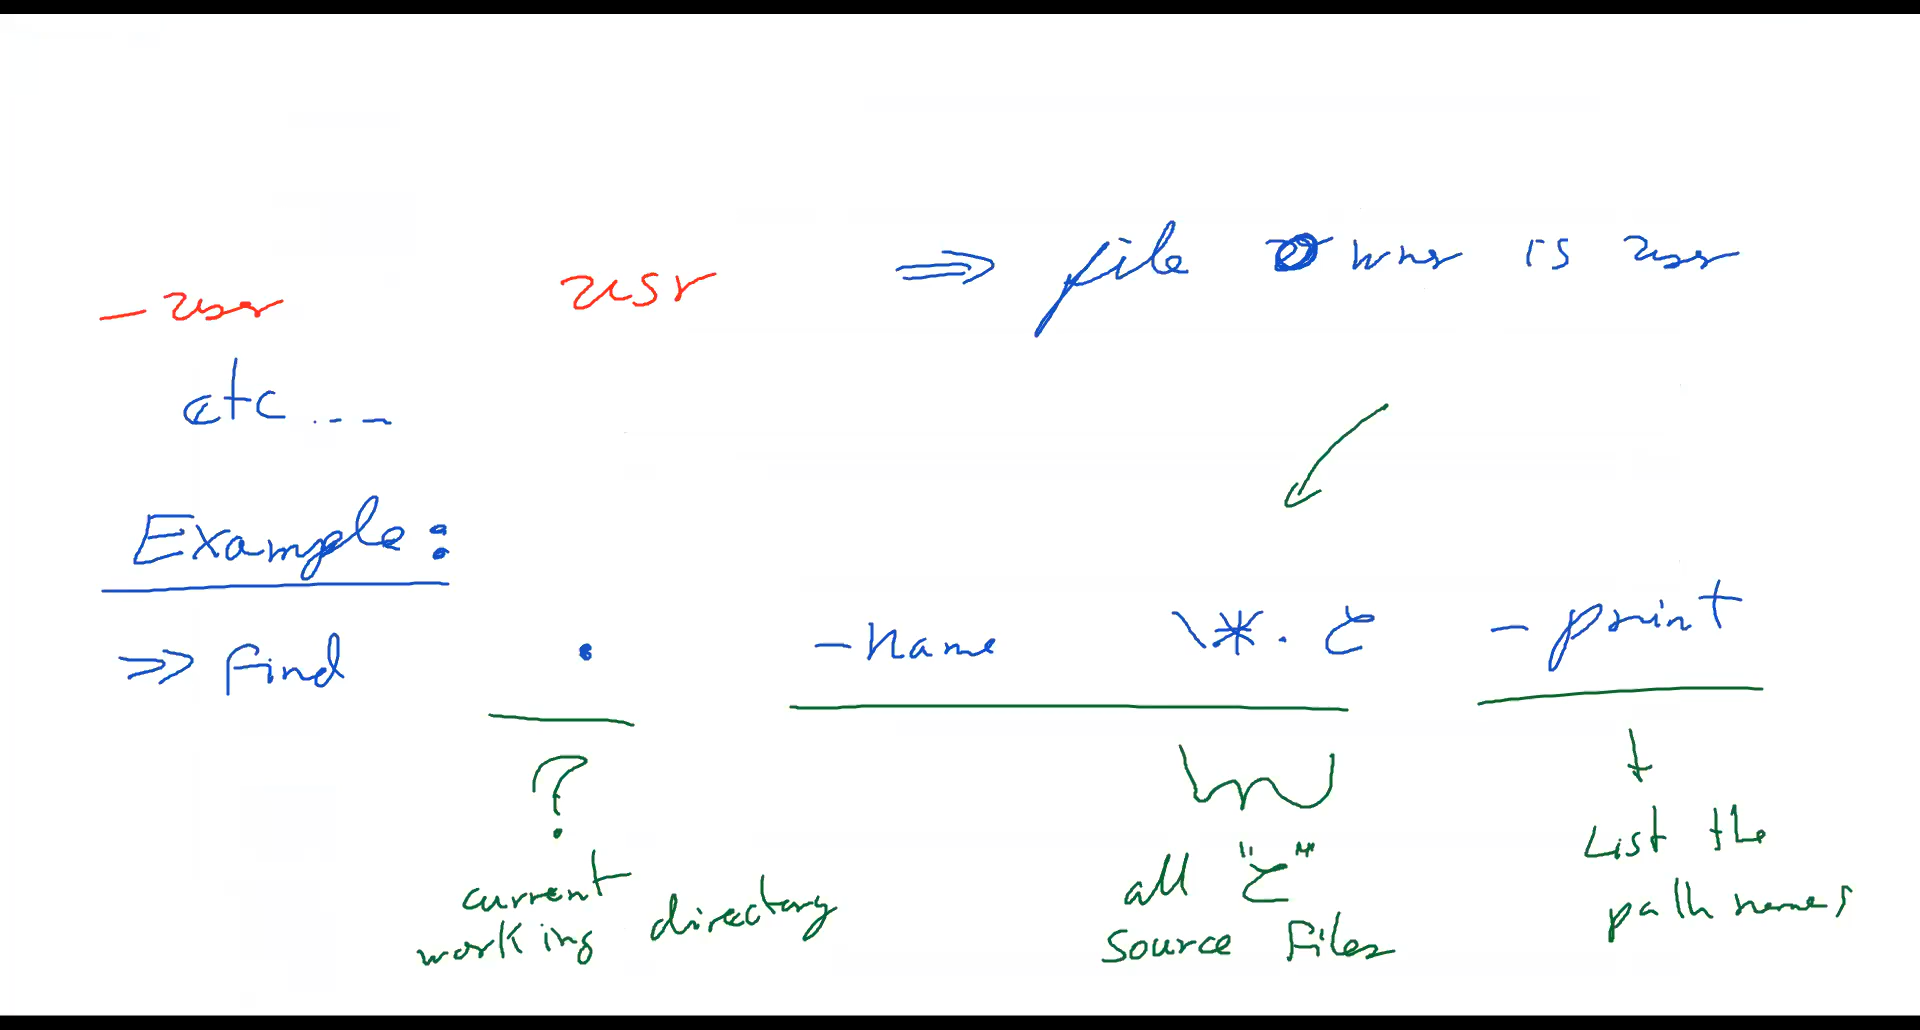 -user usr ⇒ file owner is user
etc ...
Example:
>> find . -name \*.c -print
?
current working directory
all "c" source files
List the path names